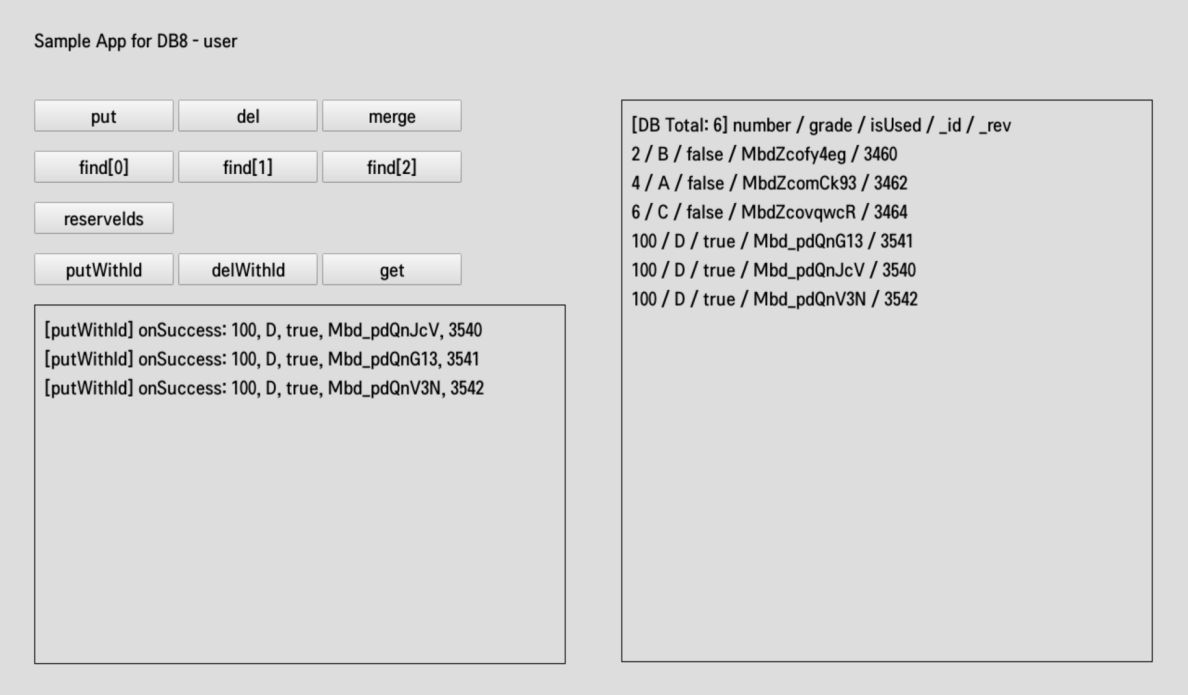 Sample App for DB8 - user
put
del
merge
find[0]
find[1]
find[2]
reserveIds
putWithId
delWithId
get
[putWithId] onSuccess: 100, D, true, Mbd_pdQnJcV, 3540
[putWithId] onSuccess: 100, D, true, Mbd_pdQnG13, 3541
[putWithId] onSuccess: 100, D, true, Mbd_pdQnV3N, 3542
[DB Total: 6] number / grade / isUsed / _id / _rev
2 / B / false / MbdZcofy4eg / 3460
4 / A / false / MbdZcomCk93 / 3462
6 / C / false / MbdZcovqwcR / 3464
100 / D / true / Mbd_pdQnG13 / 3541
100 / D / true / Mbd_pdQnJcV / 3540
100 / D / true / Mbd_pdQnV3N / 3542